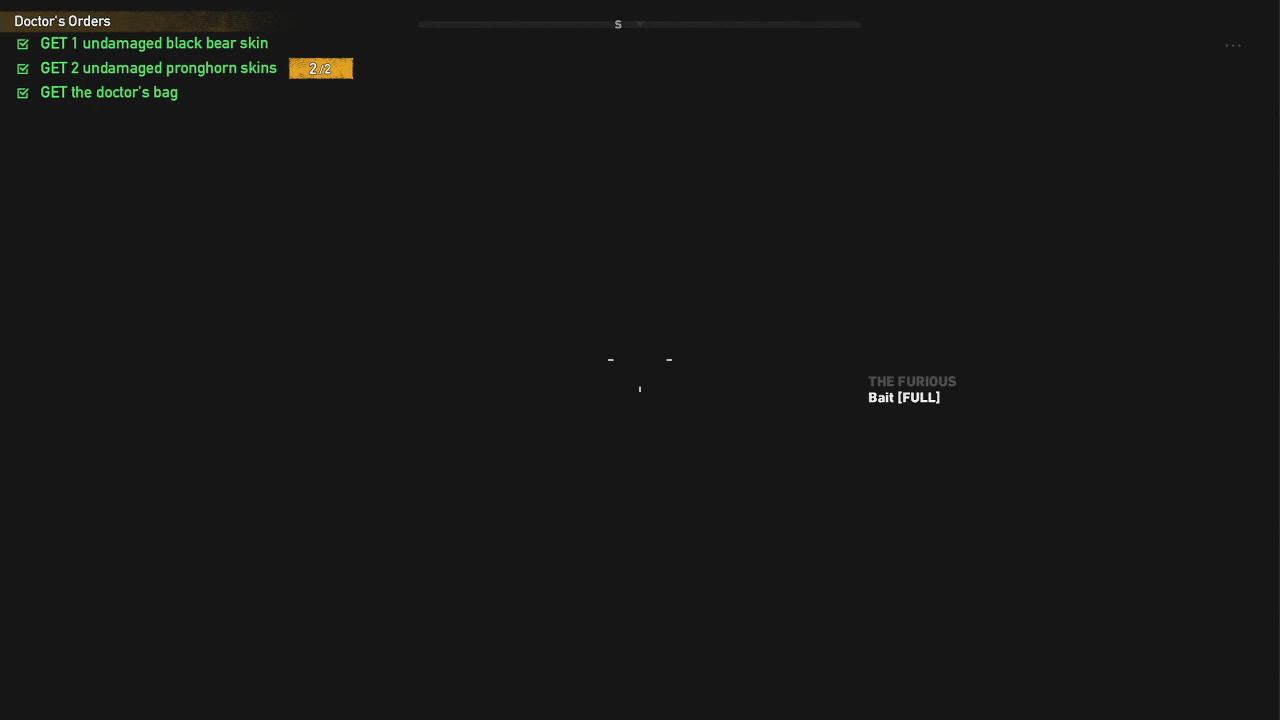 Doctor's Orders
S
GET 1 undamaged black bear skin
GET 2 undamaged pronghorn skins 2/2
GET the doctor's bag
THE FURIOUS
Bait [FULL]